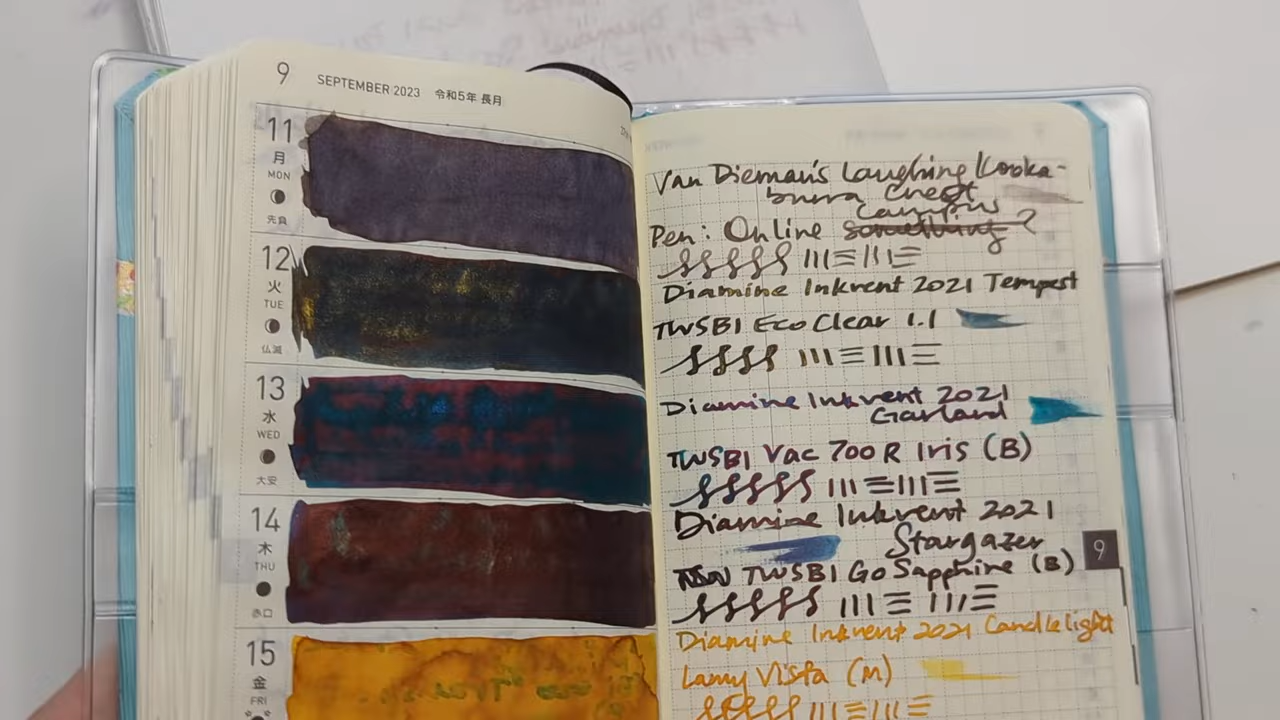 9 SEPTEMBER 2023 令和5年 長月
11
月
MON
先負
12
火
TUE
仏滅
13
水
WED
大安
14
木
THU
赤口
15
金
FRI
Van Dieman's Laughing Kooka-
burra Crest
Campus
Pen: Online something ?
Diamine Inkvent 2021 Tempest
TWSBI Eco Clear 1.1
Diamine Inkvent 2021
Garland
TWSBI Vac 700 R Iris (B)
Diamine Inkvent 2021
Stargazer
TWSBI Go Sapphire (B)
Diamine Inkvent 2021 Candlelight
Lamy Vista (M)
9